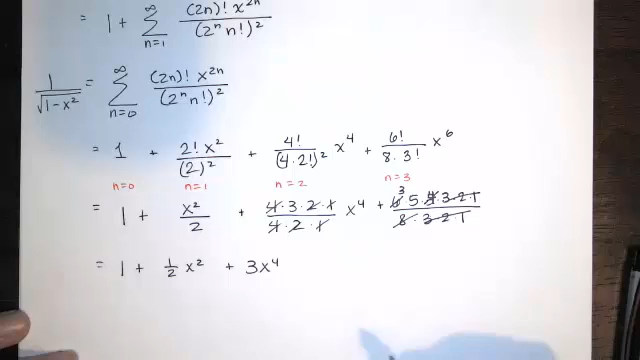 = 1 + ∞ Σ n=1 (2n)! x^2n / (2^n n!)^2
1/√(1-x^2) = ∞ Σ n=0 (2n)! x^2n / (2^n n!)^2
= 1 + 2! x^2 / (2)^2 + 4! / (4·2!)^2 x^4 + 6! / 8·3! x^6
n=0 n=1 n=2 n=3
= 1 + x^2/2 + 4·3·2·1 / 4·2·1 x^4 + 3 6·5·4·3·2·1 / 8·3·2·1
= 1 + 1/2 x^2 + 3x^4